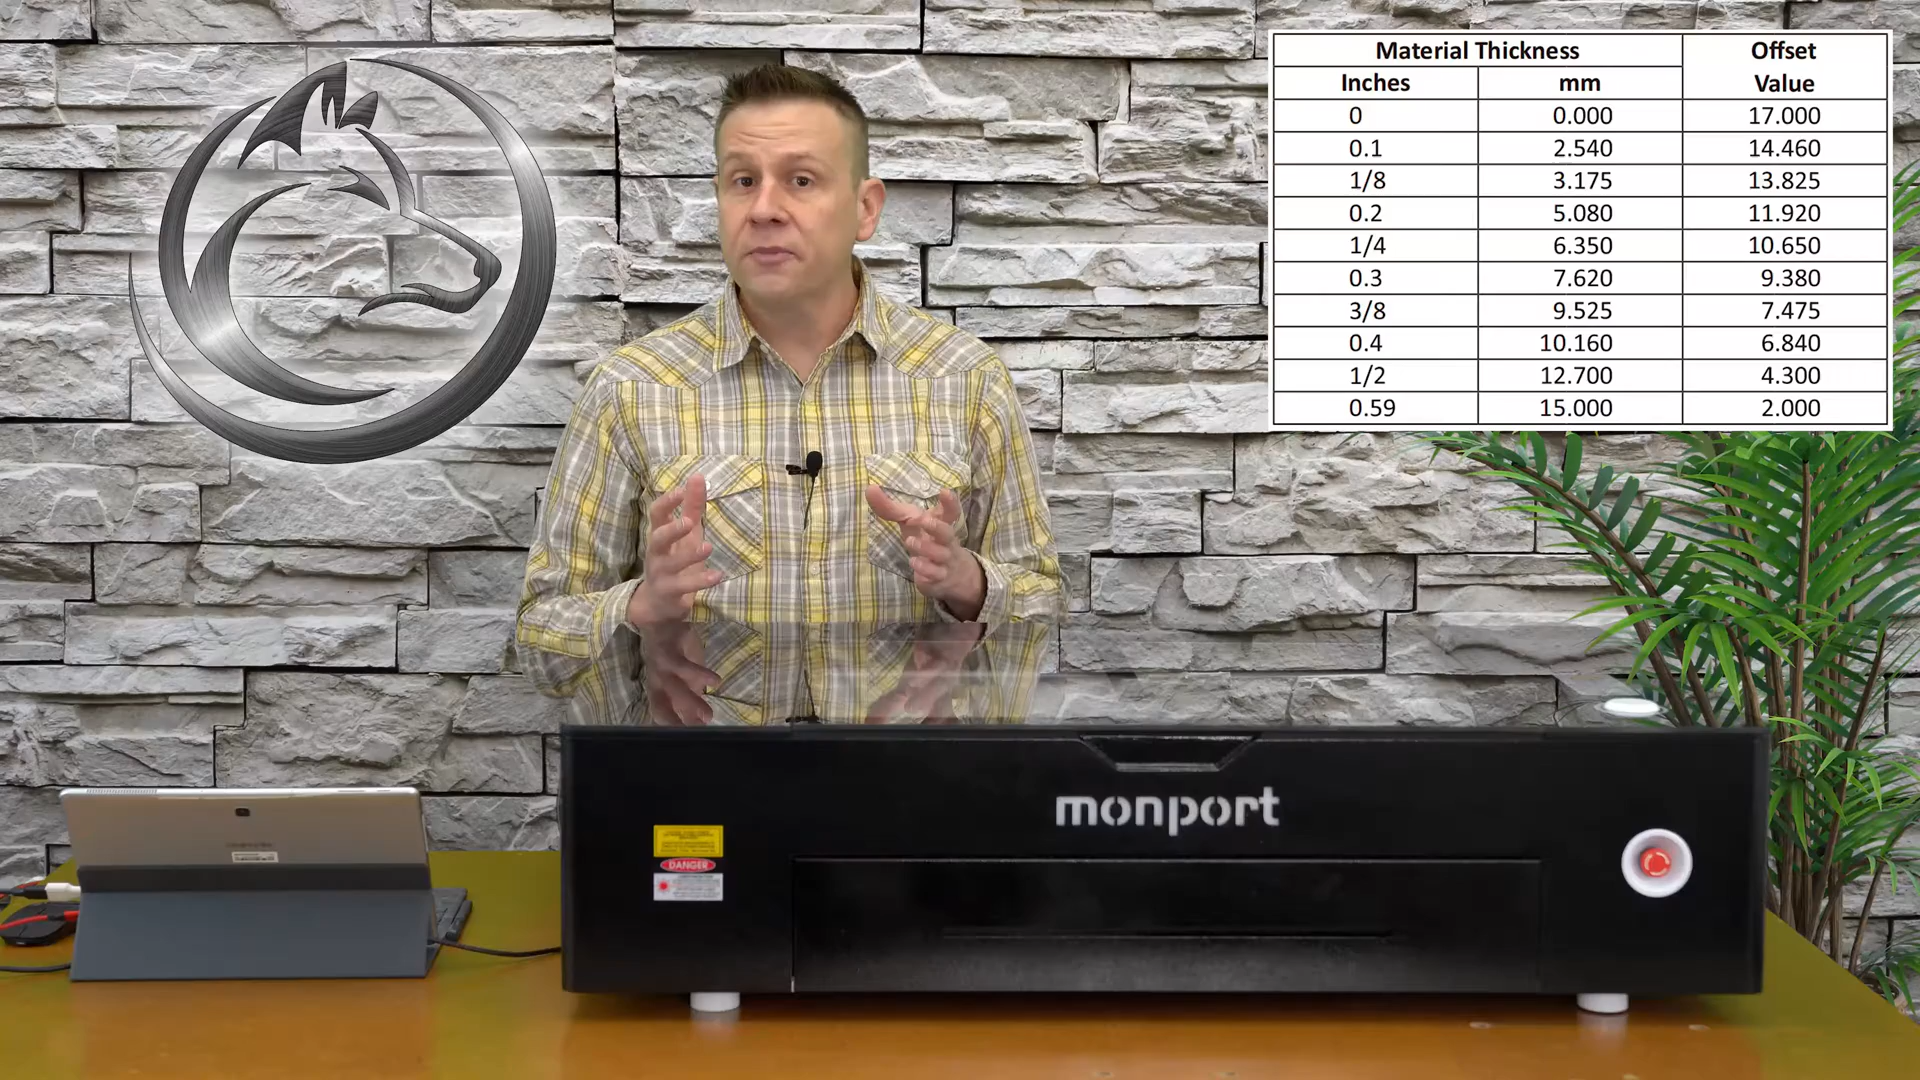 Material Thickness Offset
Inches mm Value
0 0.000 17.000
0.1 2.540 14.460
1/8 3.175 13.825
0.2 5.080 11.920
1/4 6.350 10.650
0.3 7.620 9.380
3/8 9.525 7.475
0.4 10.160 6.840
1/2 12.700 4.300
0.59 15.000 2.000
monport
DANGER